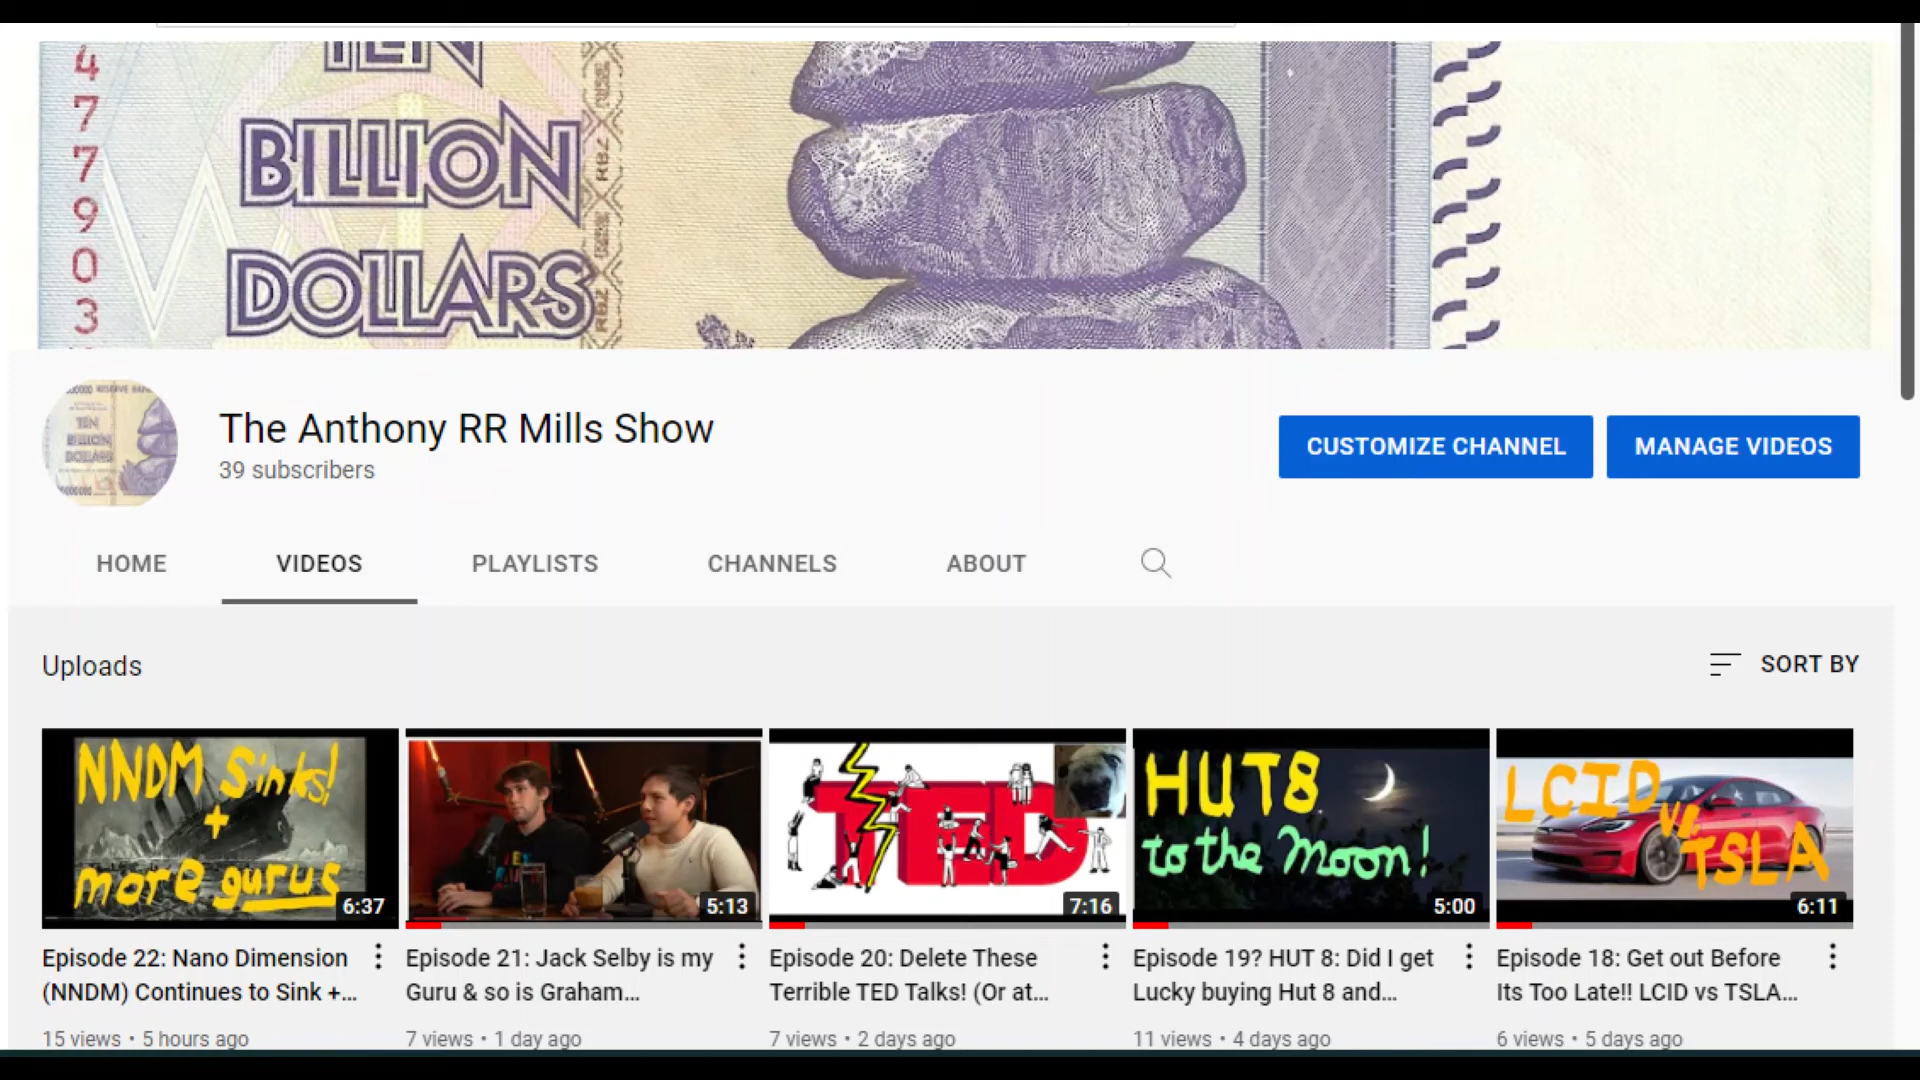 4
7
7
9
0
3
TEN
BILLION
DOLLARS
RBZ
RBZ
The Anthony RR Mills Show
39 subscribers
CUSTOMIZE CHANNEL
MANAGE VIDEOS
TEN
BILLION
DOLLARS
HOME
VIDEOS
PLAYLISTS
CHANNELS
ABOUT
Uploads
SORT BY
NNDM Sinks!
+
more gurus
6:37
5:13
TED
7:16
HUT8
to the Moon!
5:00
LCID
vs.
TSLA
6:11
Episode 22: Nano Dimension
(NNDM) Continues to Sink +...
15 views • 5 hours ago
Episode 21: Jack Selby is my
Guru & so is Graham...
7 views • 1 day ago
Episode 20: Delete These
Terrible TED Talks! (Or at...
7 views • 2 days ago
Episode 19? HUT 8: Did I get
Lucky buying Hut 8 and...
11 views • 4 days ago
Episode 18: Get out Before
Its Too Late!! LCID vs TSLA...
6 views • 5 days ago